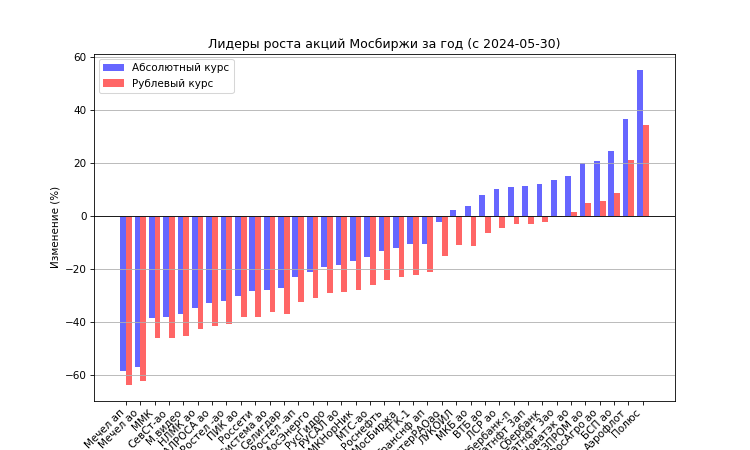 Лидеры роста акций Мосбиржи за год (с 2024-05-30)
Абсолютный курс
Рублевый курс
Изменение (%)
60
40
20
0
−20
−40
−60
Мечел ап
Мечел ао
ММК
СевСт-ао
М.видео
НЛМК ао
АЛРОСА ао
Ростел -ао
ПИК ао
Россети
Система ао
Селигдар
Ростел -ап
МосЭнерго
РусГидро
РУСАЛ ао
ГМКНорНик
МТС-ао
Роснефть
МосБиржа
ТГК-1
Транснф ап
ИнтерРАОао
ЛУКОЙЛ
МКБ ао
ВТБ ао
ЛСР ао
Сбербанк-п
Татнфт 3ап
Сбербанк
Татнфт 3ао
Новатэк ао
ГАЗПРОМ ао
РосАгро ао
БСП ао
Аэрофлот
Полюс